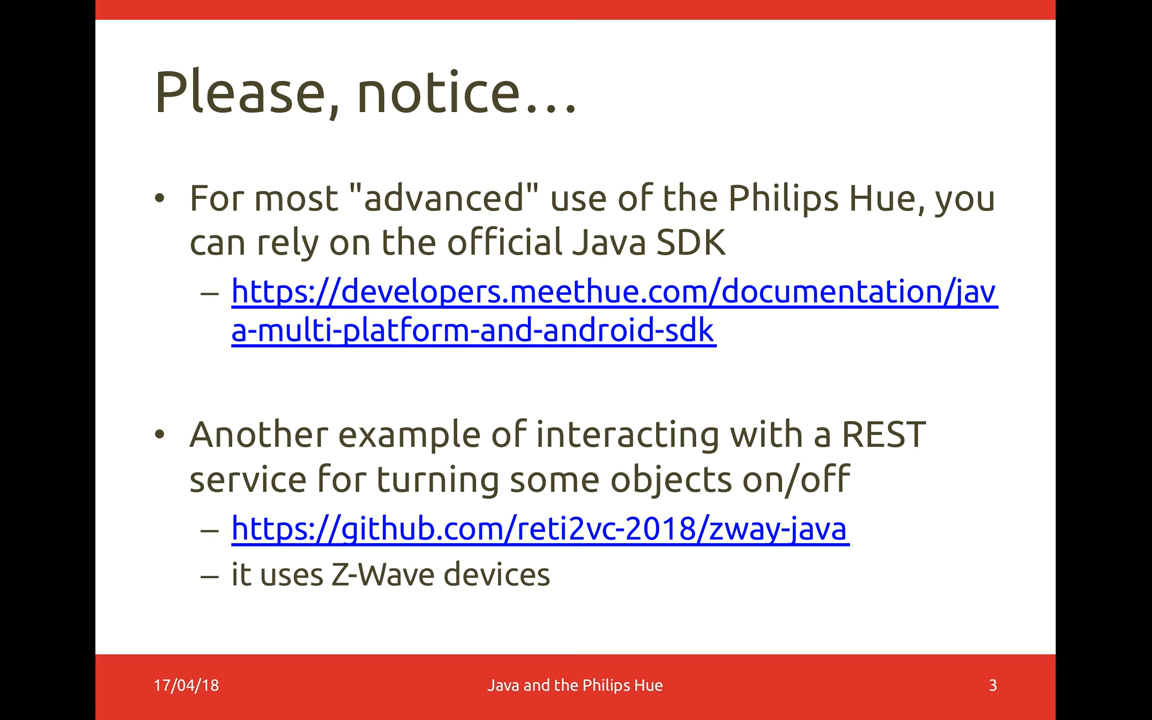 Please, notice…
• For most "advanced" use of the Philips Hue, you
can rely on the official Java SDK
– https://developers.meethue.com/documentation/jav
a-multi-platform-and-android-sdk
• Another example of interacting with a REST
service for turning some objects on/off
– https://github.com/reti2vc-2018/zway-java
– it uses Z-Wave devices
17/04/18
Java and the Philips Hue
3